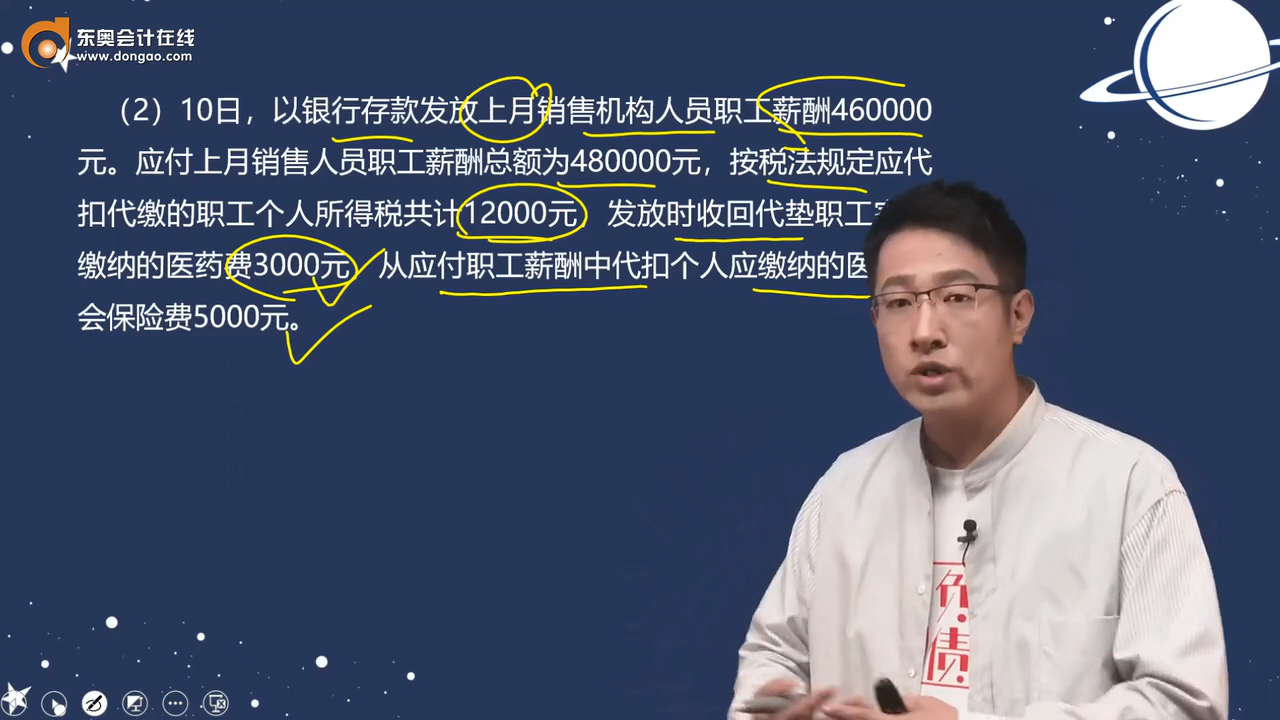 东奥会计在线
www.dongao.com
（2）10日，以银行存款发放上月销售机构人员职工薪酬460000
元。应付上月销售人员职工薪酬总额为480000元，按税法规定应代
扣代缴的职工个人所得税共计12000元 发放时收回代垫职工
缴纳的医药费3000元 从应付职工薪酬中代扣个人应缴纳的医
会保险费5000元。
负
债